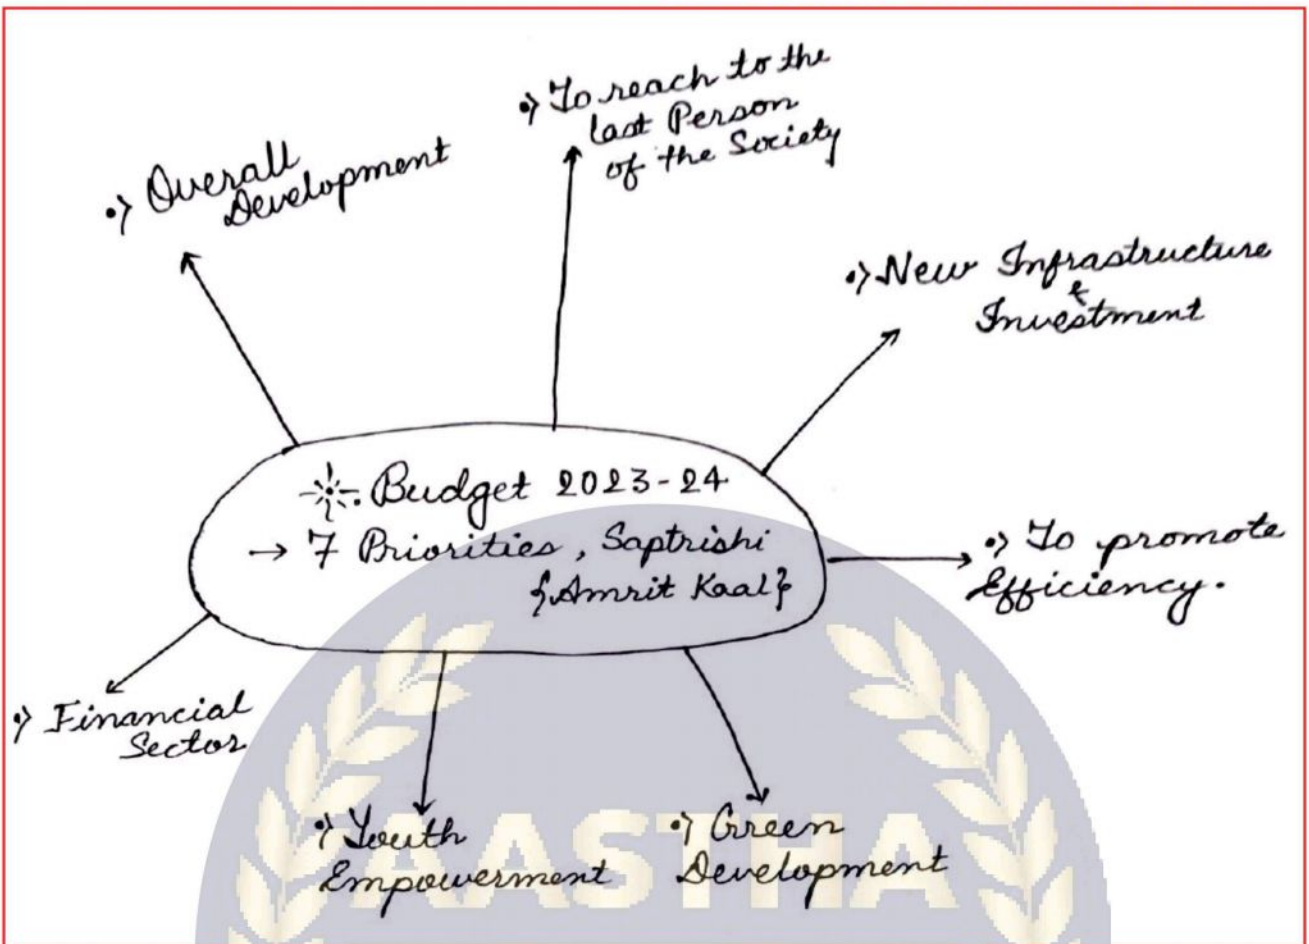 •) To reach to the
last Person
of the Society
•) Overall
Development
•) New Infrastructure
&
Investment
Budget 2023-24
→ 7 Priorities, Saptrishi
{Amrit Kaal}
•) To promote
Efficiency.
•) Financial
Sector
•) Youth
Empowerment
•) Green
Development
AASTHA